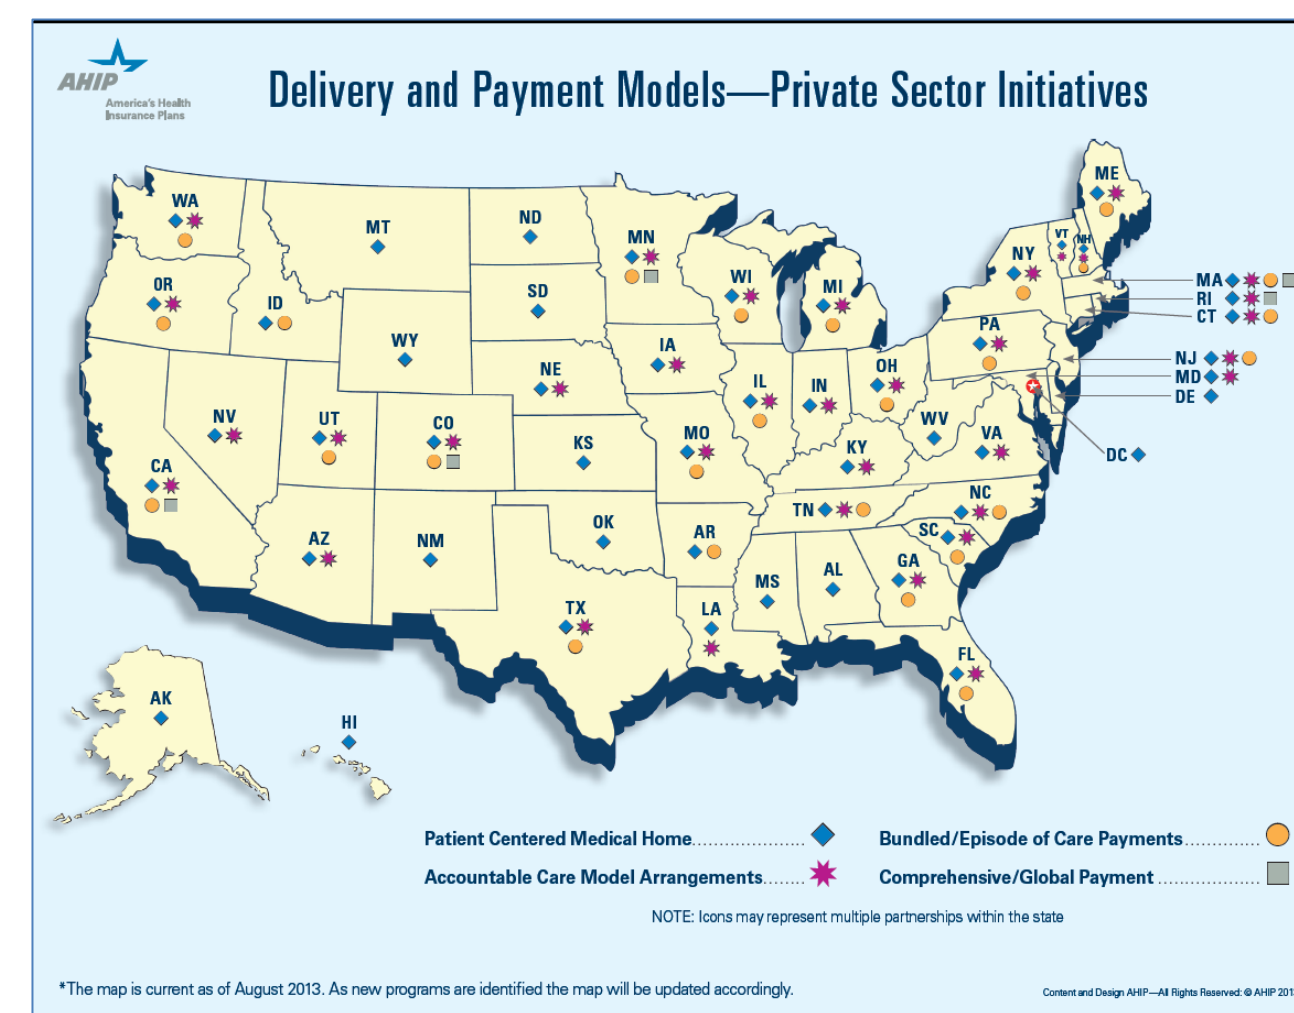 AHIP
America's Health
Insurance Plans
Delivery and Payment Models—Private Sector Initiatives
ME
WA
MT
ND
MN
VT
NH
NY
WI
MI
OR
ID
SD
MA
RI
CT
PA
WY
IA
NJ
MD
DE
NE
OH
IL
IN
NV
UT
CO
WV
VA
MO
KS
KY
DC
CA
NC
TN
OK
SC
AR
AZ
NM
GA
AL
MS
TX
LA
FL
AK
HI
Patient Centered Medical Home
Bundled/Episode of Care Payments
Accountable Care Model Arrangements
Comprehensive/Global Payment
NOTE: Icons may represent multiple partnerships within the state
*The map is current as of August 2013. As new programs are identified the map will be updated accordingly.
Content and Design AHIP—All Rights Reserved: © AHIP 201